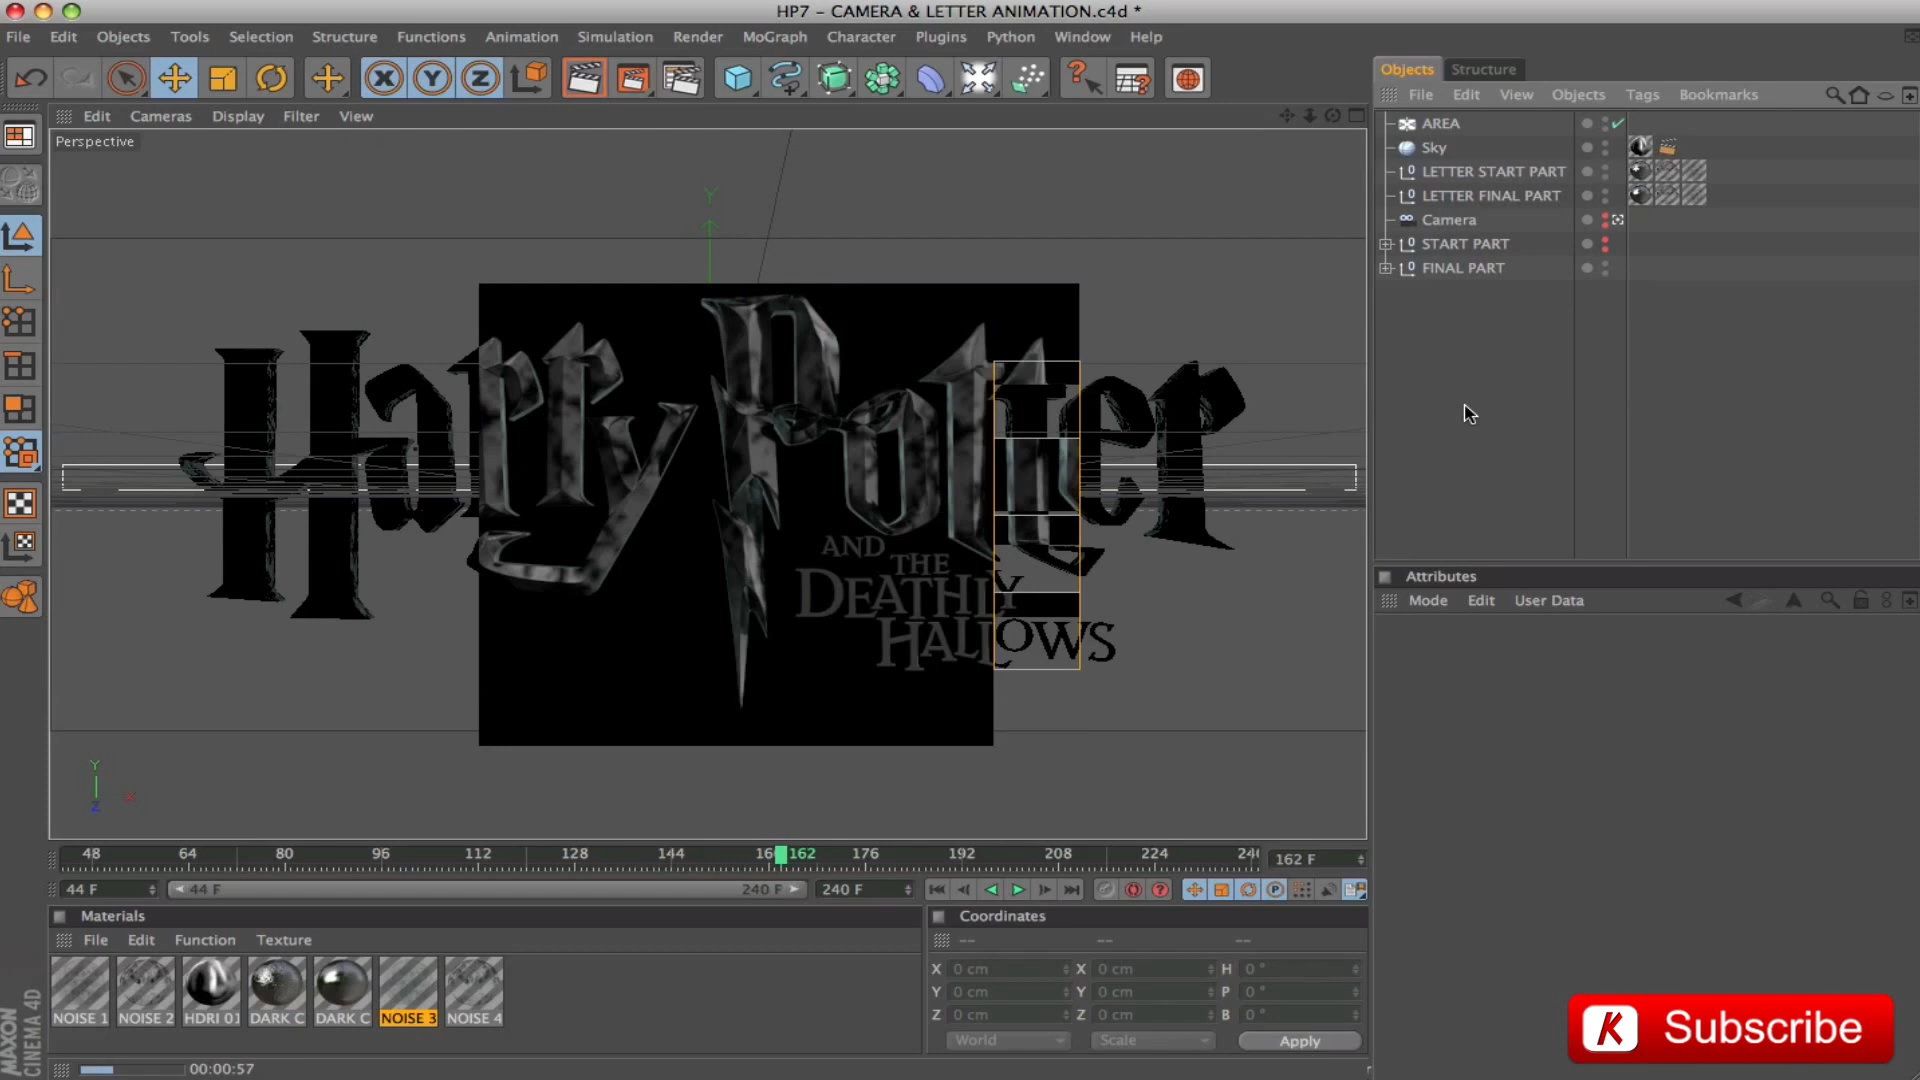 HP7 - CAMERA & LETTER ANIMATION.c4d *
File Edit Objects Tools Selection Structure Functions Animation Simulation Render MoGraph Character Plugins Python Window Help
Objects Structure
File Edit View Objects Tags Bookmarks
Edit Cameras Display Filter View
Perspective
AREA
Sky
LETTER START PART
LETTER FINAL PART
Camera
START PART
FINAL PART
Y
Harry Potter
AND THE
DEATHLY
HALLOWS
Y
Z X
Attributes
Mode Edit User Data
48 64 80 96 112 128 144 16 162 176 192 208 224 24
162 F
44 F 44 F 240 F 240 F
Materials
File Edit Function Texture
NOISE 1 NOISE 2 HDRI 01 DARK C DARK C NOISE 3 NOISE 4
Coordinates
-- -- --
X 0 cm X 0 cm H 0 °
Y 0 cm Y 0 cm P 0 °
Z 0 cm Z 0 cm B 0 °
World Scale Apply
MAXON
CINEMA 4D
00:00:57
K Subscribe